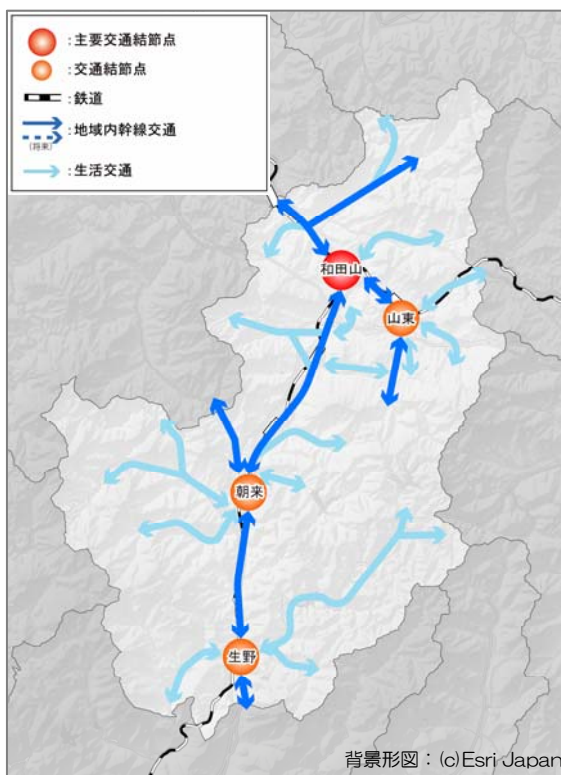 ：主要交通結節点
：交通結節点
：鉄道
：地域内幹線交通
(将来)
：生活交通
和田山
山東
朝来
生野
背景形図：(c)Esri Japan